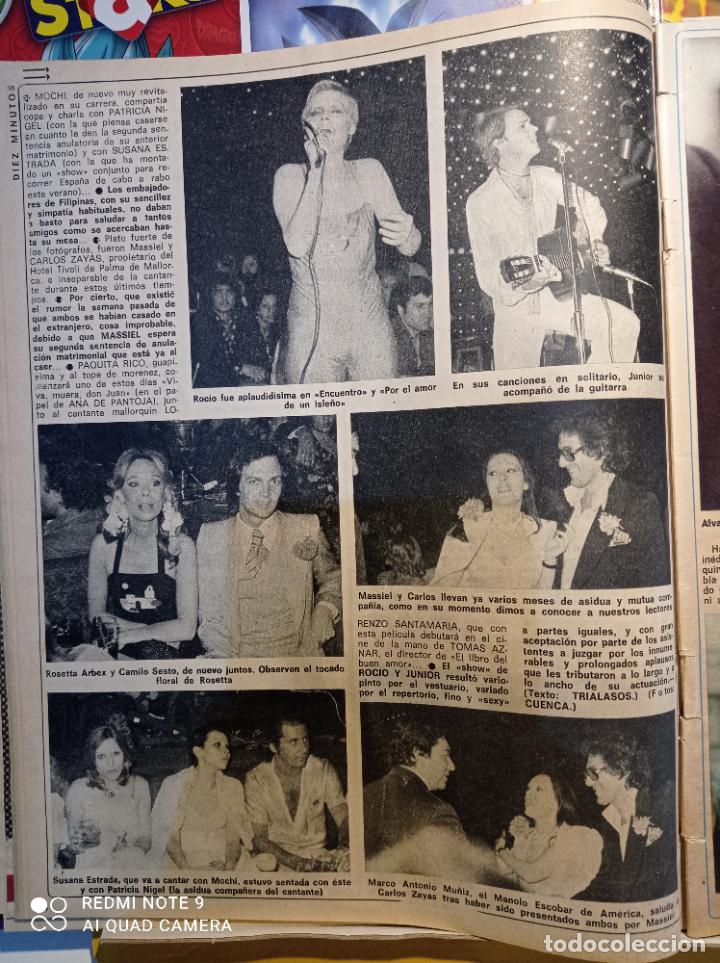 DRAGO
DIEZ MINUTOS
MOCHI, de nuevo muy revita-
lizado en su carrera, compartía
copa y charla con PATRICIA NI-
GEL (con la que piensa casarse
en cuanto le den la segunda sen-
tencia anulatoria de su anterior
matrimonio) y con SUSANA ES-
TRADA (con la que ha monta-
do un «show» conjunto para re-
correr España de cabo a rabo
este verano)... ● Los embajado-
res de Filipinas, con su sencillez
y simpatía habituales, no daban
a basto para saludar a tantos
amigos como se acercaban has-
ta su mesa... ● Plato fuerte de
los fotógrafos, fueron Massiel y
CARLOS ZAYAS, propietario del
Hotel Tívoli de Palma de Mallor-
ca, e inseparable de la cantan-
te durante estos últimos tiem-
pos. ● Por cierto, que existió
el rumor la semana pasada de
que ambos se habían casado en
el extranjero, cosa improbable,
debido a que MASSIEL espera
su segunda sentencia de anula-
ción matrimonial que está ya al
caer... ● PAQUITA RICO, guapí-
sima y al tope de morenez, co-
menzará uno de estos días «Vi-
va, muera, don Juan» (en el pa-
pel de ANA DE PANTOJA), jun-
to al cantante mallorquín LO-
Rocío fue aplaudidísima en «Encuentro» y «Por el amor
de un isleño»
En sus canciones en solitario, Junior se
acompañó de la guitarra
Rosetta Arbex y Camilo Sesto, de nuevo juntos. Observen el tocado
floral de Rosetta
Massiel y Carlos llevan ya varios meses de asidua y mutua com-
pañía, como en su momento dimos a conocer a nuestros lectores
RENZO SANTAMARIA, que con
esta película debutará en el ci-
ne de la mano de TOMAS AZ-
NAR, el director de «El libro del
buen amor»... ● El «show» de
ROCIO Y JUNIOR resultó vario-
pinto por el vestuario, variado
por el repertorio, fino y «sexy»
a partes iguales, y con gran
aceptación por parte de los asis-
tentes a juzgar por los innume-
rables y prolongados aplausos
que les tributaron a lo largo y a
lo ancho de su actuación.—
(Texto: TRIALASOS.) (Fotos
CUENCA.)
Susana Estrada, que va a cantar con Mochi, estuvo sentada con éste
y con Patricia Nigel (la asidua compañera del cantante)
Marco Antonio Muñiz, el Manolo Escobar de América, saluda a
Carlos Zayas tras haber sido presentados ambos por Massiel
Alva
Ha
inéd
quin
bía
do
ni a
REDMI NOTE 9
AI QUAD CAMERA
todocoleccion